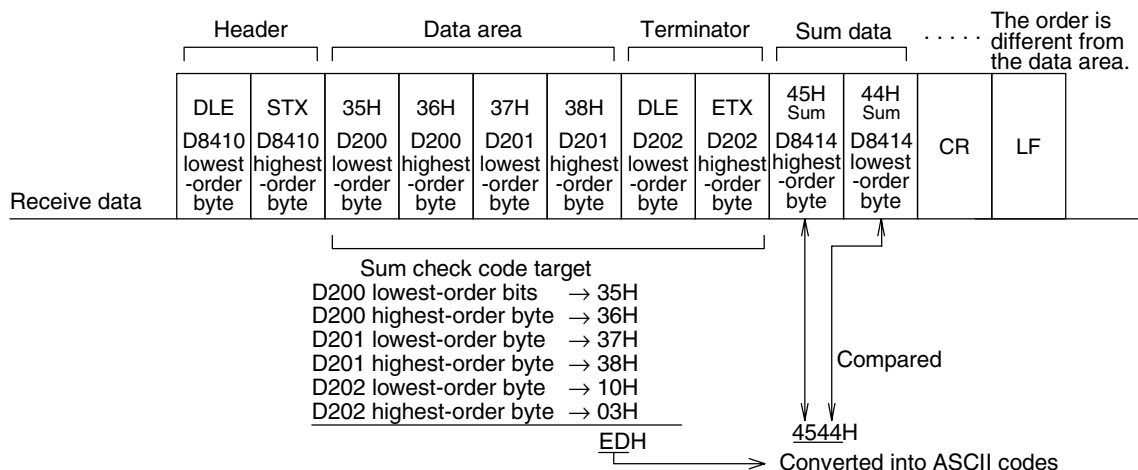 Header Data area Terminator Sum data ..... The order is
different from
the data area.
DLE STX 35H 36H 37H 38H DLE ETX 45H 44H
Sum Sum
D8410 D8410 D200 D200 D201 D201 D202 D202 D8414 D8414 CR LF
lowest highest lowest highest lowest highest lowest highest highest lowest
-order -order -order -order -order -order -order -order -order -order
byte byte byte byte byte byte byte byte byte byte
Receive data
Sum check code target
D200 lowest-order bits → 35H
D200 highest-order byte → 36H
D201 lowest-order byte → 37H
D201 highest-order byte → 38H
D202 lowest-order byte → 10H
D202 highest-order byte → 03H
Compared
EDH
4544H
Converted into ASCII codes